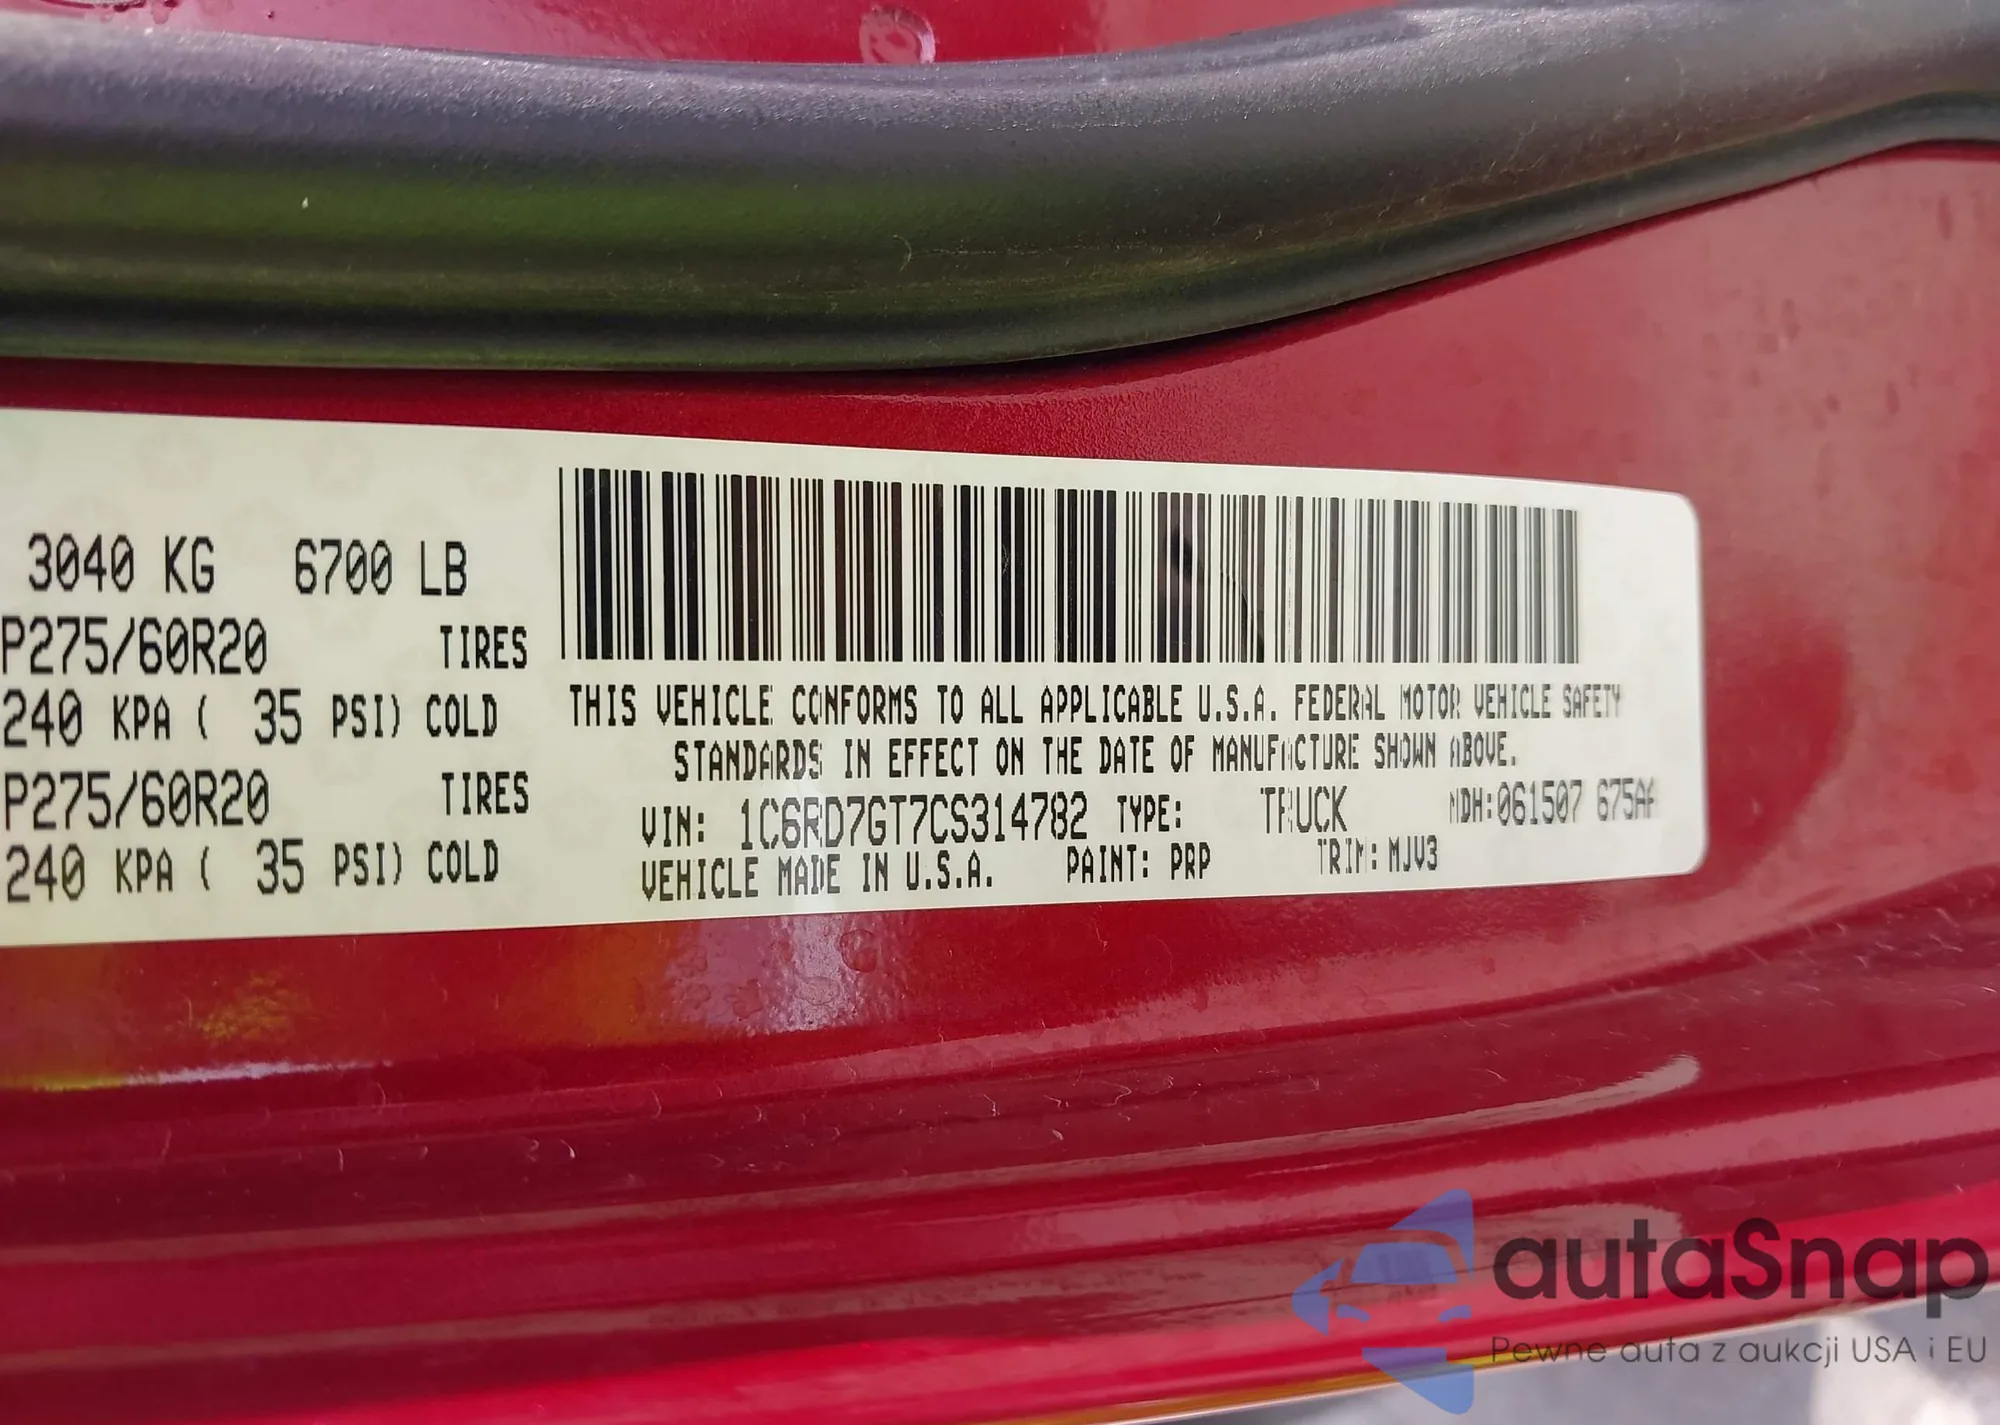 3040 KG 6700 LB
P275/60R20 TIRES
240 KPA ( 35 PSI) COLD
P275/60R20 TIRES
240 KPA ( 35 PSI) COLD
THIS VEHICLE CONFORMS TO ALL APPLICABLE U.S.A. FEDERAL MOTOR VEHICLE SAFETY
STANDARDS IN EFFECT ON THE DATE OF MANUFACTURE SHOWN ABOVE.
VIN: 1C6RD7GT7CS314782 TYPE: TRUCK MDH:061507 675AA
VEHICLE MADE IN U.S.A. PAINT: PRP TRIM: MJV3
autaSnap
Pewne auta z aukcji USA i EU